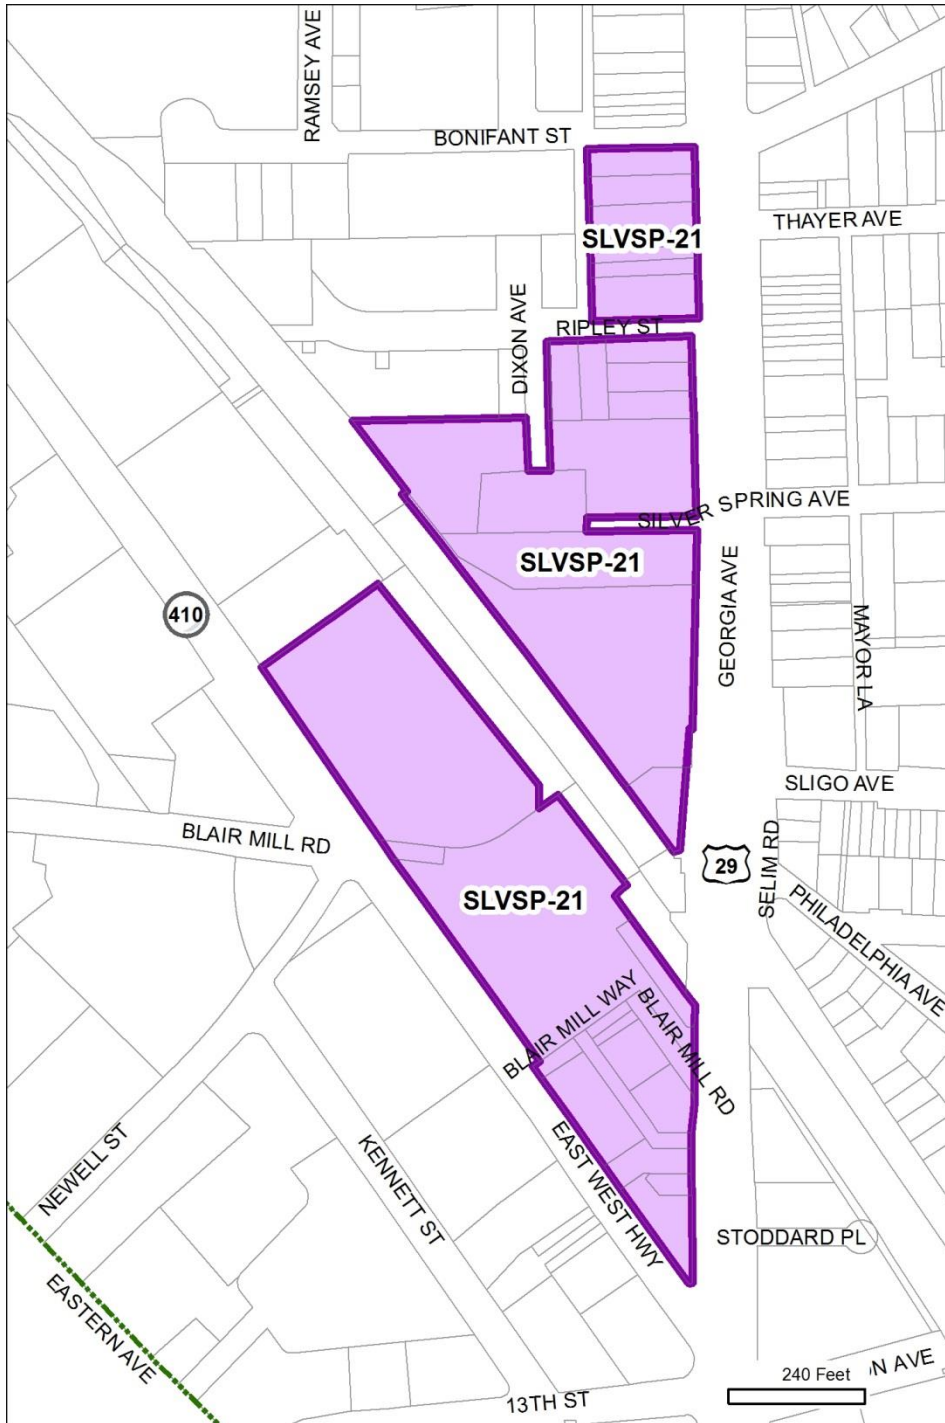 RAMSEY AVE
BONIFANT ST
THAYER AVE
SLVSP-21
DIXON AVE
RIPLEY ST
SILVER SPRING AVE
SLVSP-21
GEORGIA AVE
MAYOR LA
410
SLIGO AVE
BLAIR MILL RD
29
SELIM RD
PHILADELPHIA AVE
SLVSP-21
BLAIR MILL WAY
BLAIR MILL RD
NEWELL ST
KENNETT ST
EAST WEST HWY
STODDARD PL
EASTERN AVE
240 Feet
N AVE
13TH ST